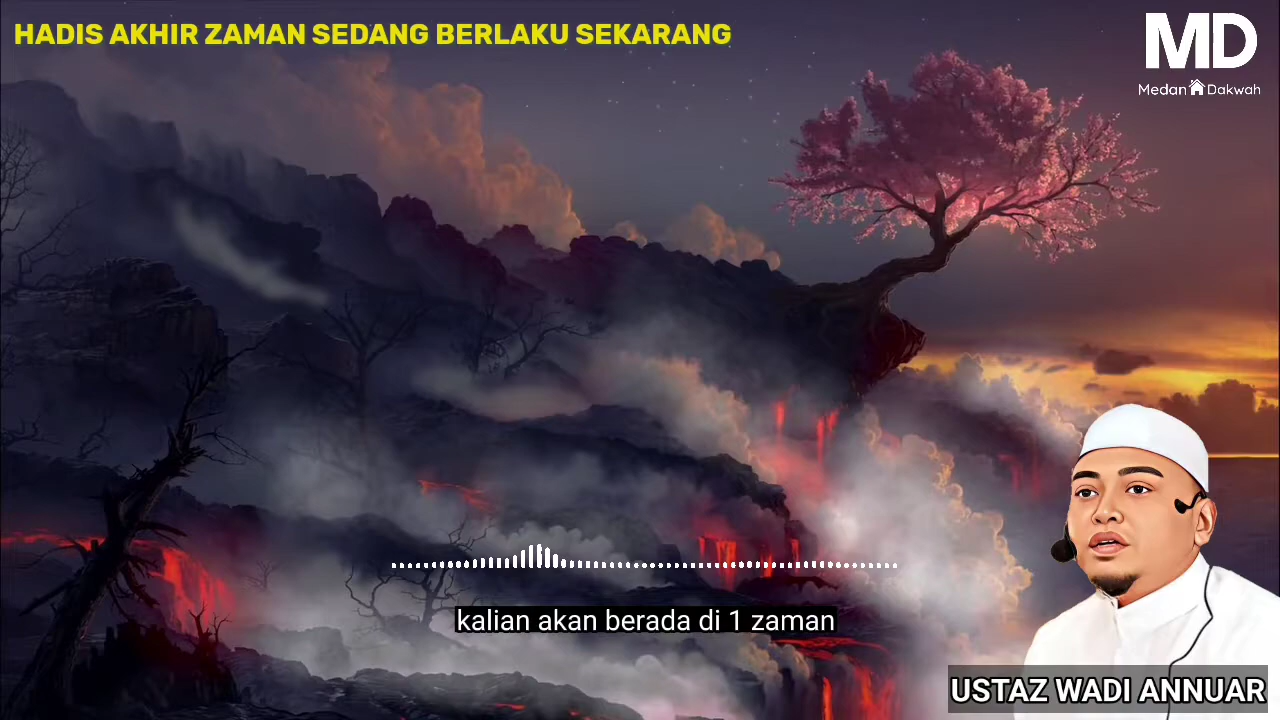 HADIS AKHIR ZAMAN SEDANG BERLAKU SEKARANG
MD
Medan Dakwah
kalian akan berada di 1 zaman
USTAZ WADI ANNUAR